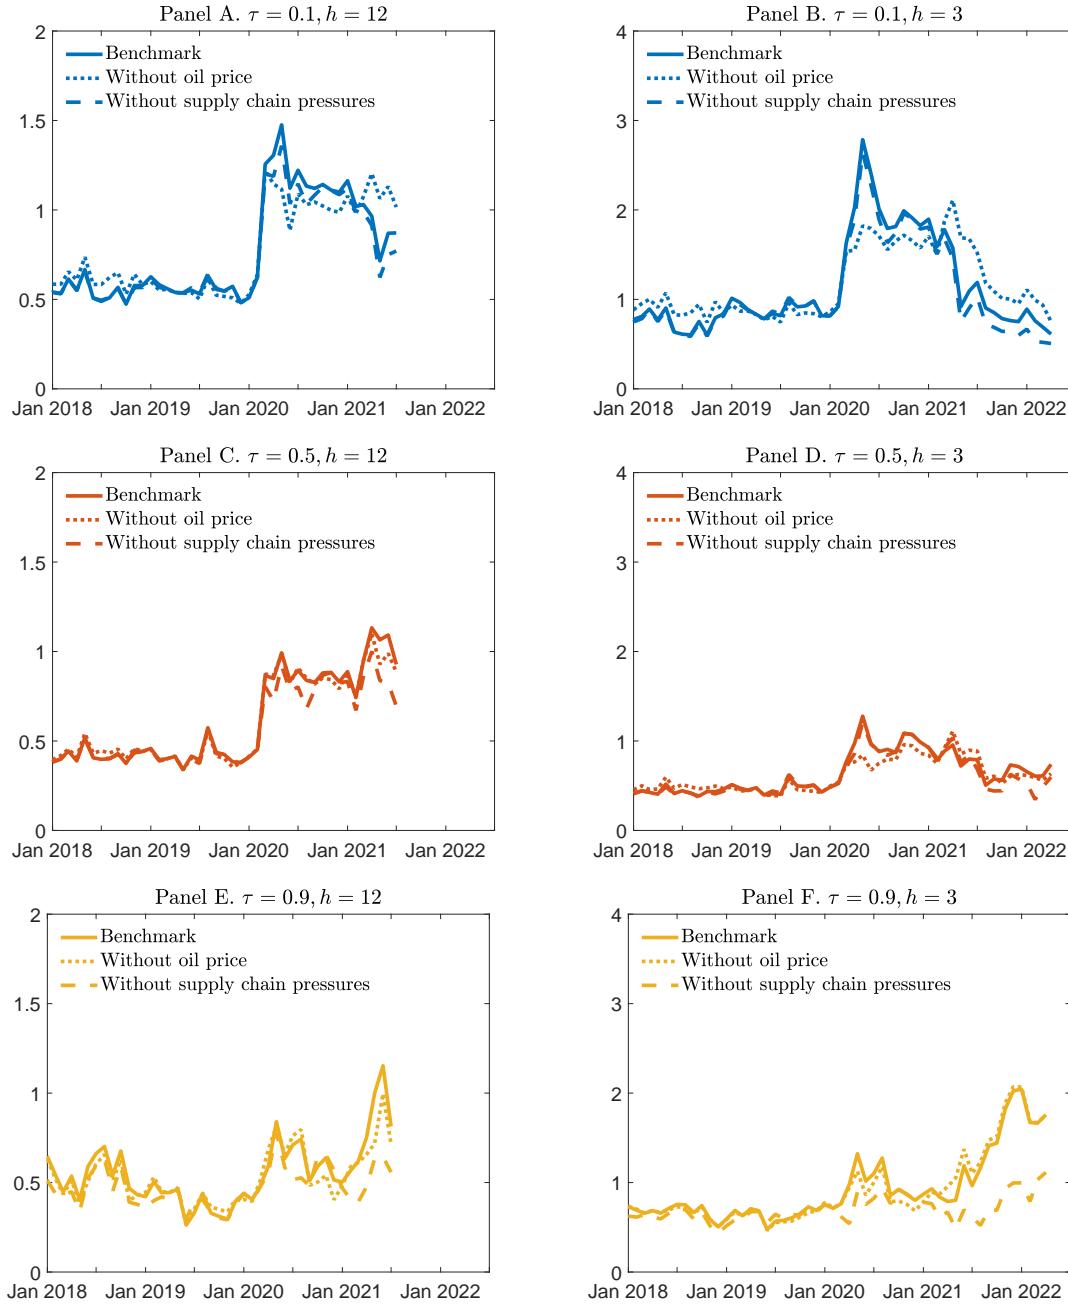 Panel A. τ = 0.1, h = 12
2
1.5
1
0.5
0
Benchmark
Without oil price
Without supply chain pressures
Jan 2018 Jan 2019 Jan 2020 Jan 2021 Jan 2022
Panel B. τ = 0.1, h = 3
4
3
2
1
0
Benchmark
Without oil price
Without supply chain pressures
Jan 2018 Jan 2019 Jan 2020 Jan 2021 Jan 2022
Panel C. τ = 0.5, h = 12
2
1.5
1
0.5
0
Benchmark
Without oil price
Without supply chain pressures
Jan 2018 Jan 2019 Jan 2020 Jan 2021 Jan 2022
Panel D. τ = 0.5, h = 3
4
3
2
1
0
Benchmark
Without oil price
Without supply chain pressures
Jan 2018 Jan 2019 Jan 2020 Jan 2021 Jan 2022
Panel E. τ = 0.9, h = 12
2
1.5
1
0.5
0
Benchmark
Without oil price
Without supply chain pressures
Jan 2018 Jan 2019 Jan 2020 Jan 2021 Jan 2022
Panel F. τ = 0.9, h = 3
4
3
2
1
0
Benchmark
Without oil price
Without supply chain pressures
Jan 2018 Jan 2019 Jan 2020 Jan 2021 Jan 2022